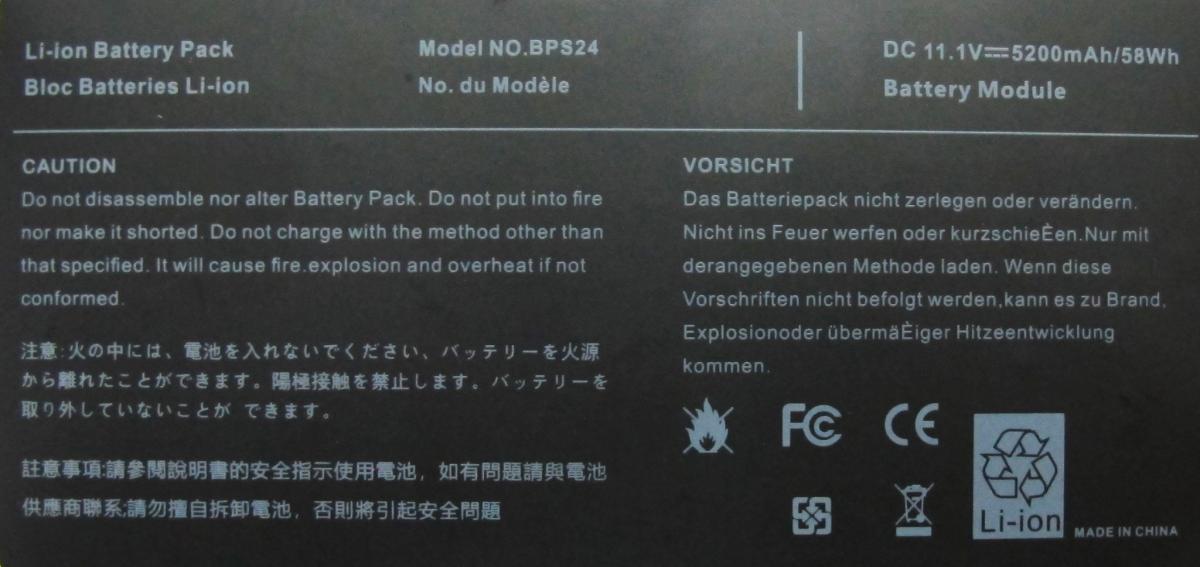 Li-ion Battery Pack
Bloc Batteries Li-ion
Model NO.BPS24
No. du Modèle
DC 11.1V⎓5200mAh/58Wh
Battery Module
CAUTION
Do not disassemble nor alter Battery Pack. Do not put into fire
nor make it shorted. Do not charge with the method other than
that specified. It will cause fire.explosion and overheat if not
conformed.
注意:火の中には、電池を入れないでください、バッテリーを火源
から離れたことができます。陽極接触を禁止します。バッテリーを
取り外していないことが できます。
註意事項:請參閱說明書的安全指示使用電池，如有問題請與電池
供應商聯系;請勿擅自拆卸電池，否則將引起安全問題
VORSICHT
Das Batteriepack nicht zerlegen oder verändern.
Nicht ins Feuer werfen oder kurzschieÈen.Nur mit
derangegebenen Methode laden. Wenn diese
Vorschriften nicht befolgt werden,kann es zu Brand,
Explosionoder übermäÈiger Hitzeentwicklung
kommen.
FC CE
Li-ion
MADE IN CHINA